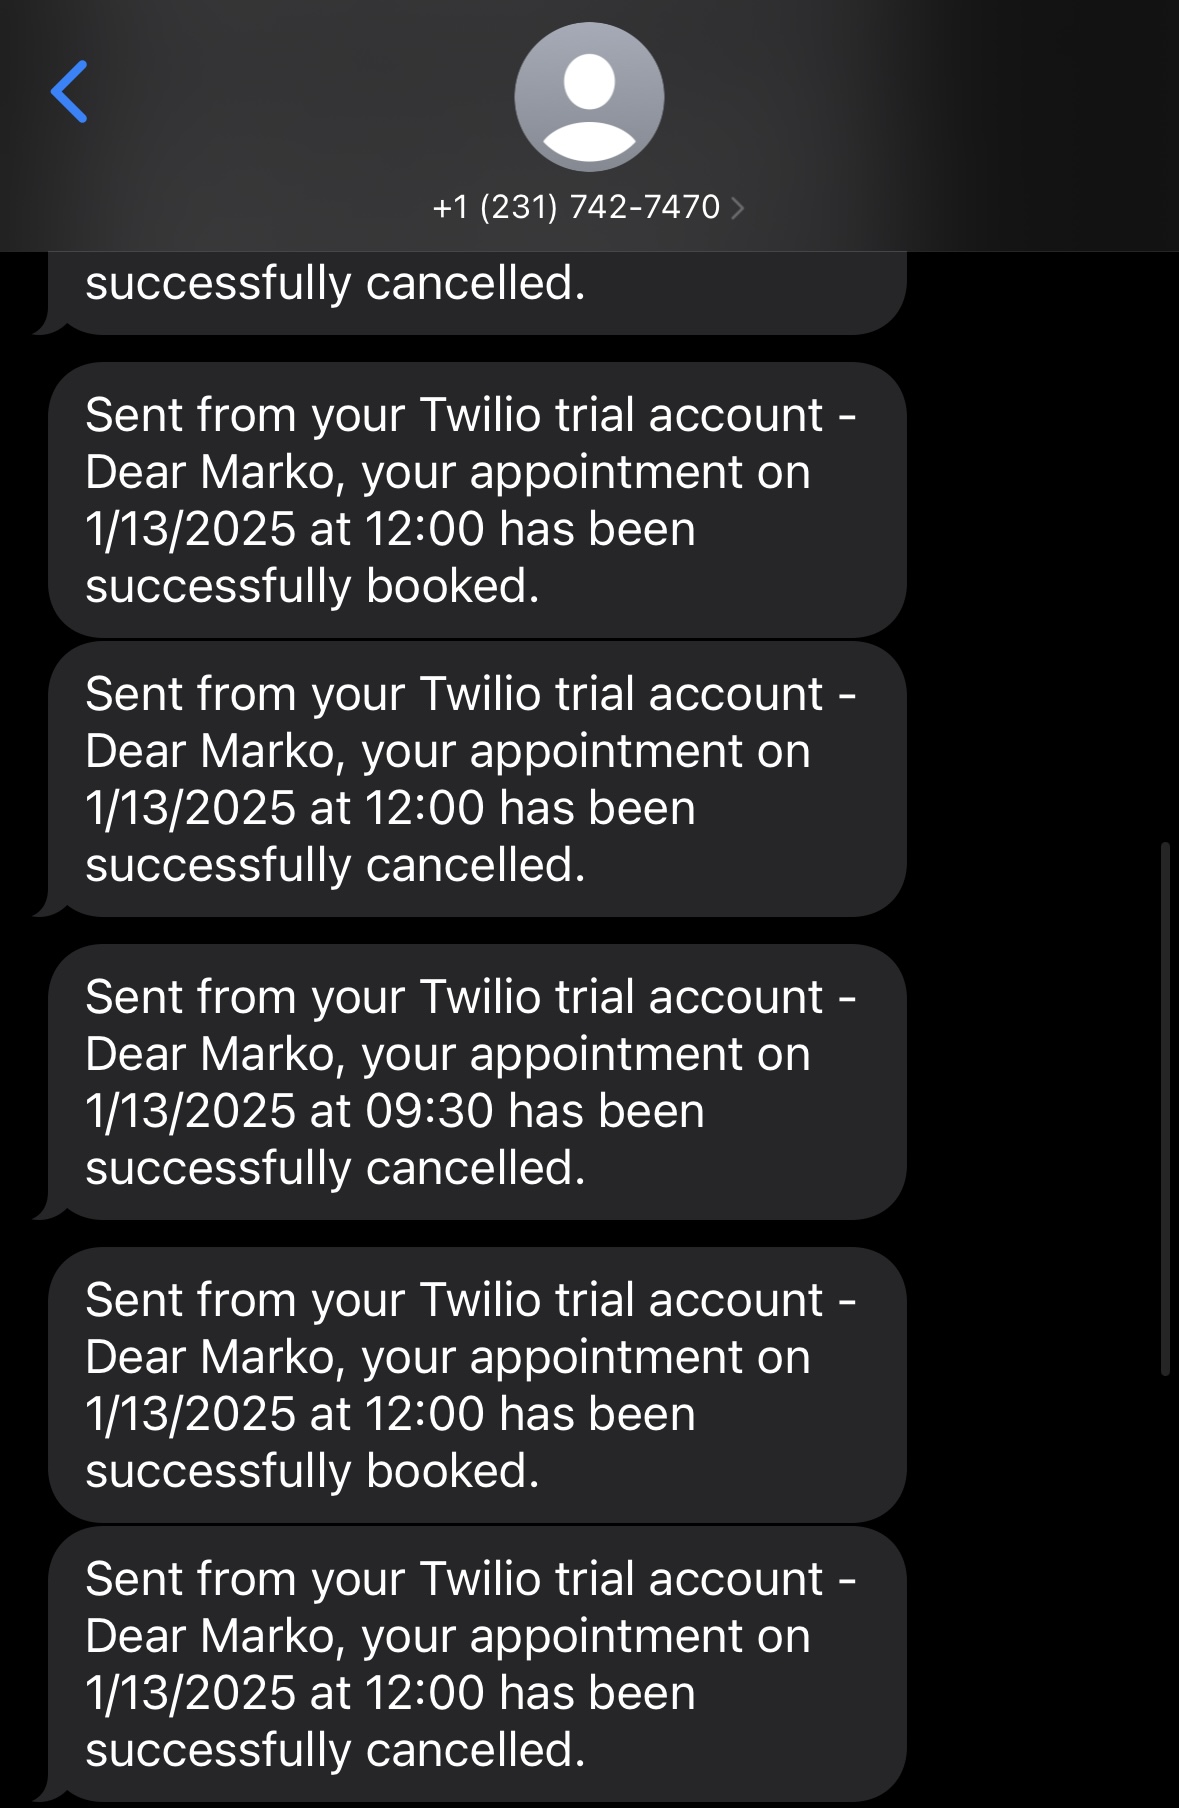 +1 (231) 742-7470
successfully cancelled.
Sent from your Twilio trial account -
Dear Marko, your appointment on
1/13/2025 at 12:00 has been
successfully booked.
Sent from your Twilio trial account -
Dear Marko, your appointment on
1/13/2025 at 12:00 has been
successfully cancelled.
Sent from your Twilio trial account -
Dear Marko, your appointment on
1/13/2025 at 09:30 has been
successfully cancelled.
Sent from your Twilio trial account -
Dear Marko, your appointment on
1/13/2025 at 12:00 has been
successfully booked.
Sent from your Twilio trial account -
Dear Marko, your appointment on
1/13/2025 at 12:00 has been
successfully cancelled.